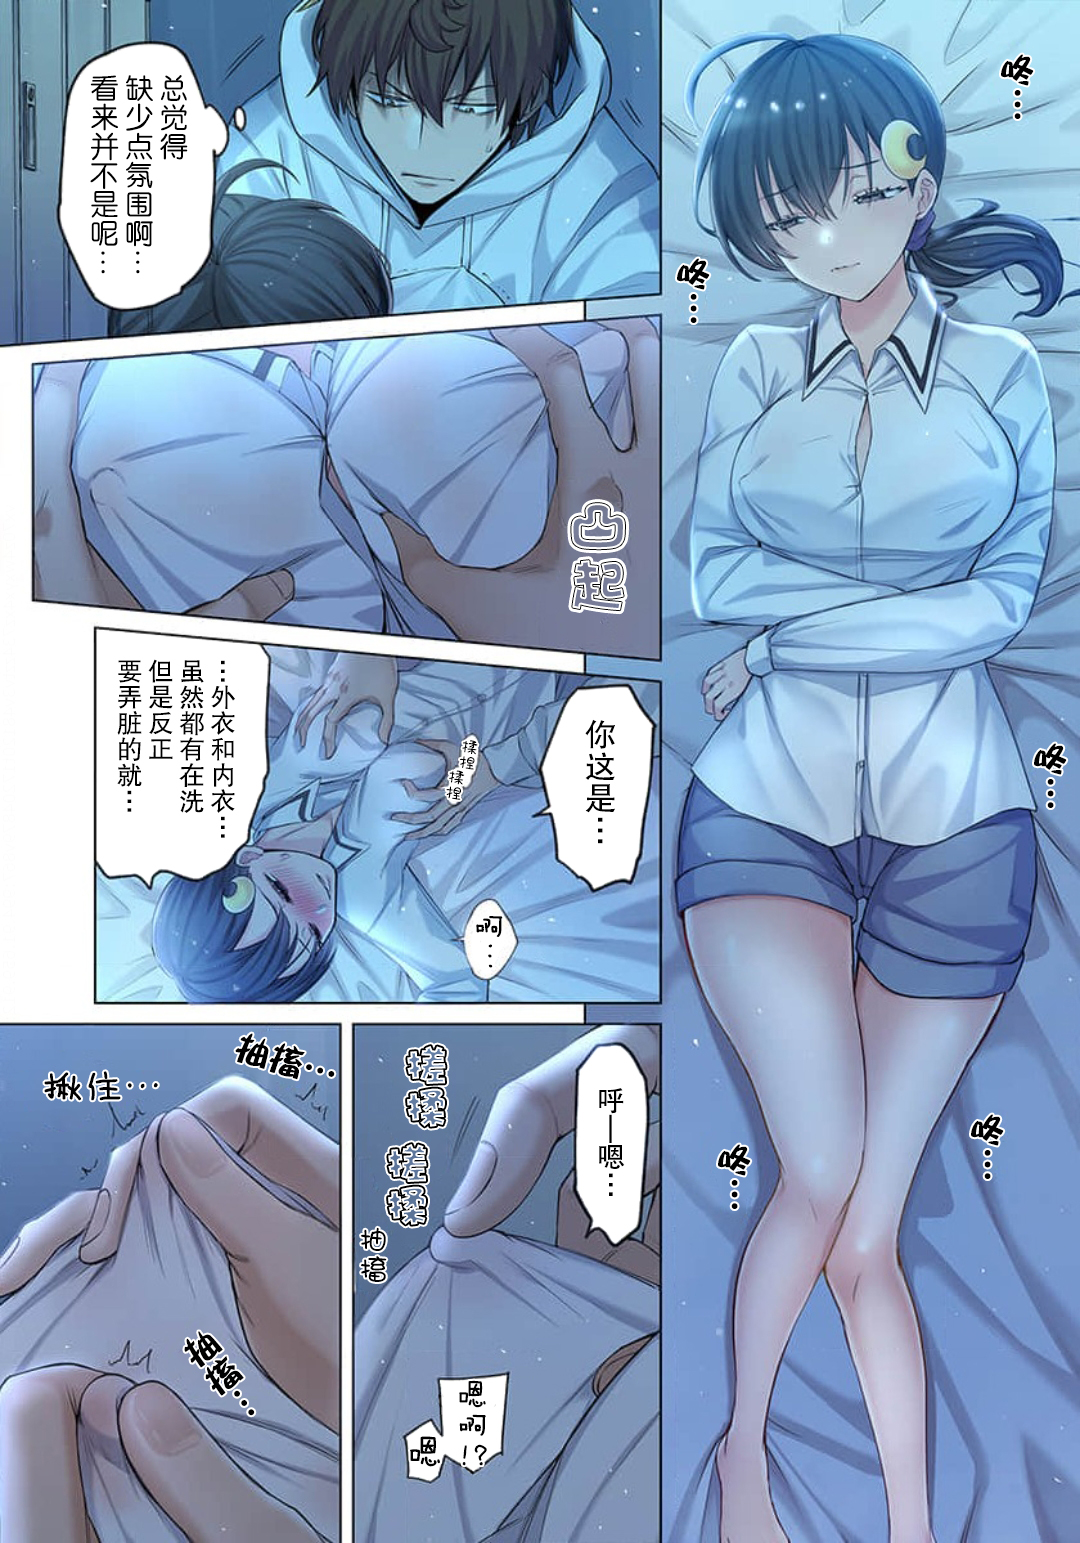 咚…
咚…
咚…
咚…
咚…
总觉得
缺少点氛围啊…
看来并不是呢…
凸起
你这是…
揉捏揉捏
…外衣和内衣…
虽然都有在洗
但是反正
要弄脏的就…
啊…
呼—嗯…
搓揉
搓揉
抽搐
嗯啊!?
嗯
抽搐…
揪住…
抽搐…